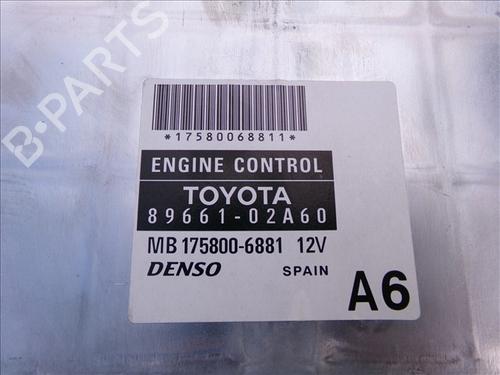 B-PARTS
*17580068811*
ENGINE CONTROL
TOYOTA
89661-02A60
MB 175800-6881 12V
DENSO SPAIN
A6